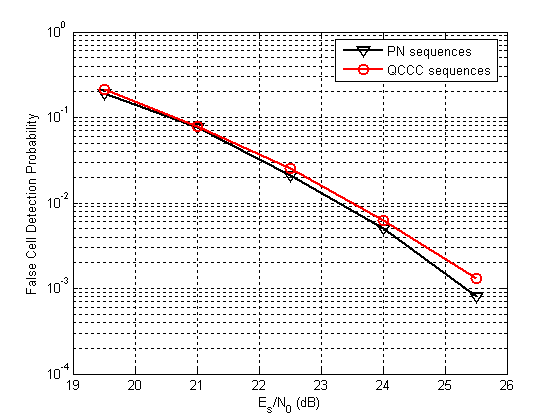 10^0
10^-1
10^-2
10^-3
10^-4
False Cell Detection Probability
PN sequences
QCCC sequences
19 20 21 22 23 24 25 26
E_s/N_0 (dB)